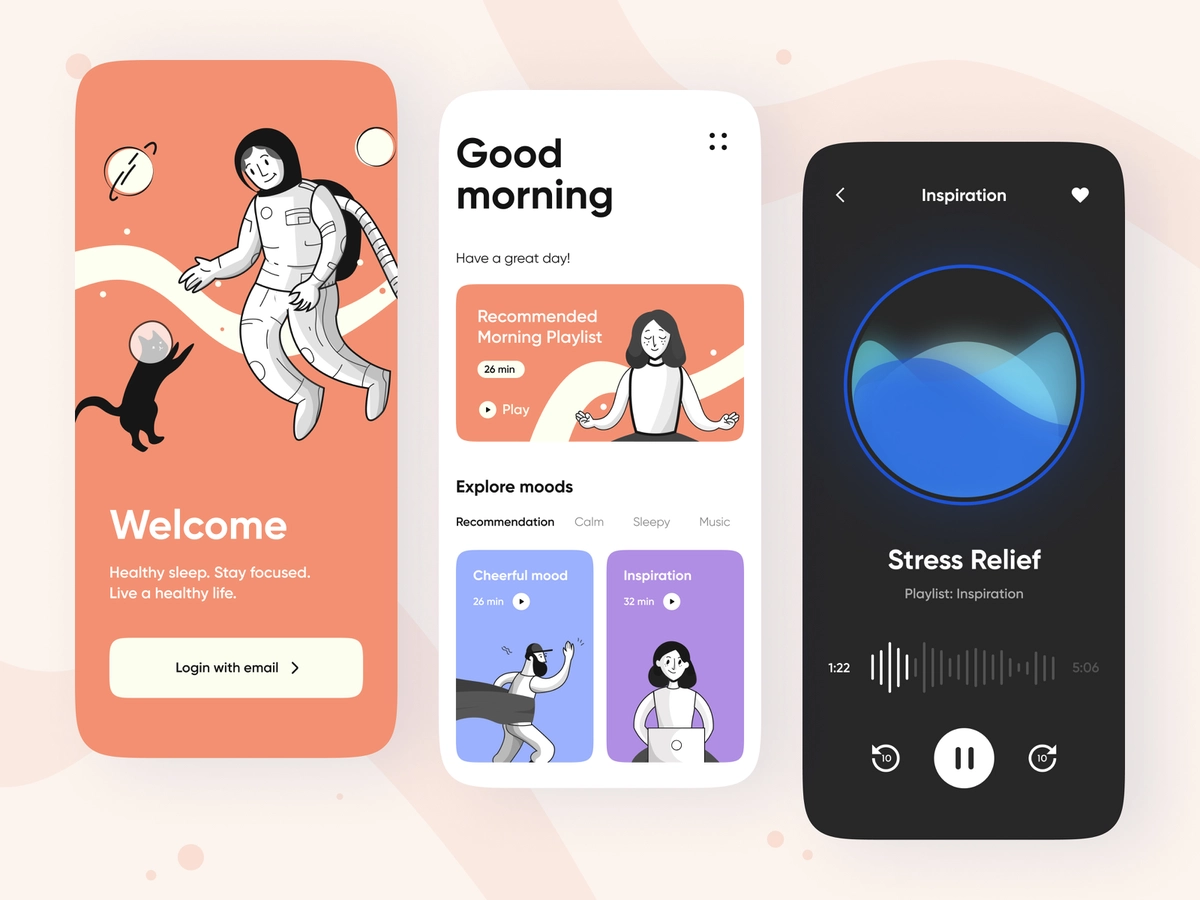 Welcome
Healthy sleep. Stay focused.
Live a healthy life.
Login with email
Good
morning
Have a great day!
Recommended
Morning Playlist
26 min
Play
Explore moods
Recommendation Calm Sleepy Music
Cheerful mood
26 min
Inspiration
32 min
Inspiration
Stress Relief
Playlist: Inspiration
1:22 5:06
10 10